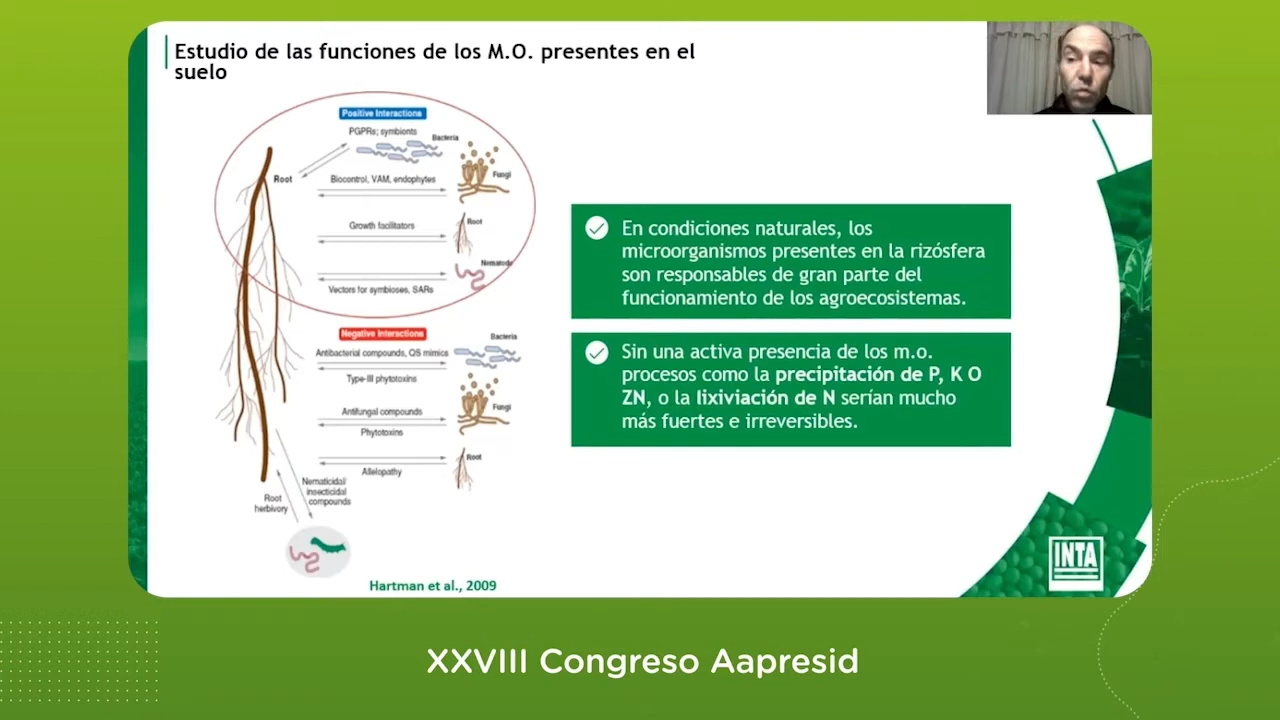 Estudio de las funciones de los M.O. presentes en el
suelo
Positive Interactions
PGPRs; symbionts
Bacteria
Root
Biocontrol, VAM, endophytes
Fungi
Growth facilitators
Root
Nematode
Vectors for symbioses, SARs
Negative Interactions
Bacteria
Antibacterial compounds, QS mimics
Type-III phytotoxins
Antifungal compounds
Fungi
Phytotoxins
Root
Allelopathy
Nematicidal/
insecticidal
compounds
Root
herbivory
Hartman et al., 2009
En condiciones naturales, los
microorganismos presentes en la rizósfera
son responsables de gran parte del
funcionamiento de los agroecosistemas.
Sin una activa presencia de los m.o.
procesos como la precipitación de P, K O
ZN, o la lixiviación de N serían mucho
más fuertes e irreversibles.
INTA
XXVIII Congreso Aapresid